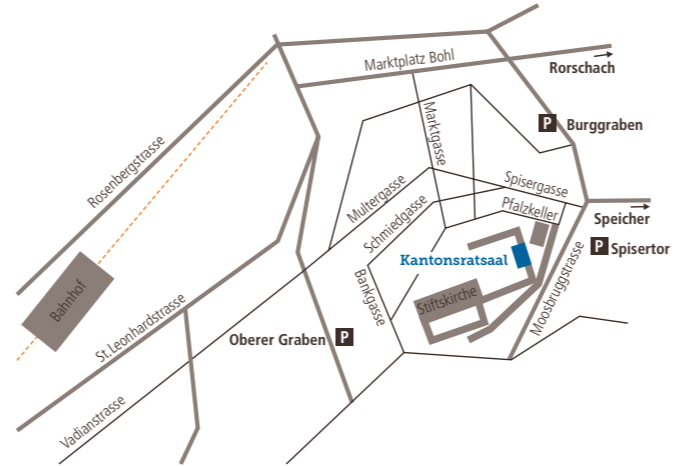 Marktplatz Bohl
Rorschach
Rosenbergstrasse
Marktgasse
P Burggraben
Multergasse
Spisergasse
Schmiedgasse
Pfalzkeller
Speicher
P Spisertor
Kantonsratsaal
Bahnhof
Bankgasse
Stiftskirche
Moosbruggstrasse
St.Leonhardstrasse
Oberer Graben P
Vadianstrasse